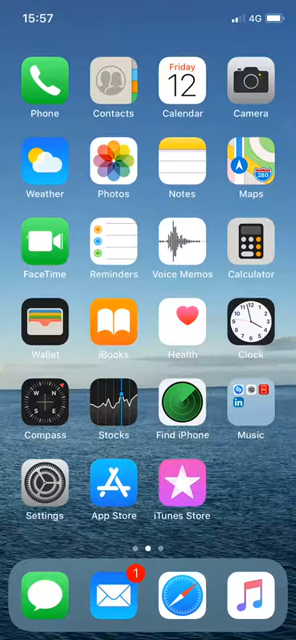 15:57 4G
Phone Contacts Friday 12 Calendar Camera
Weather Photos Notes 280 Maps
FaceTime Reminders Voice Memos Calculator
Wallet iBooks Health Clock
N W E S Compass Stocks Find iPhone in Music
Settings App Store iTunes Store
1